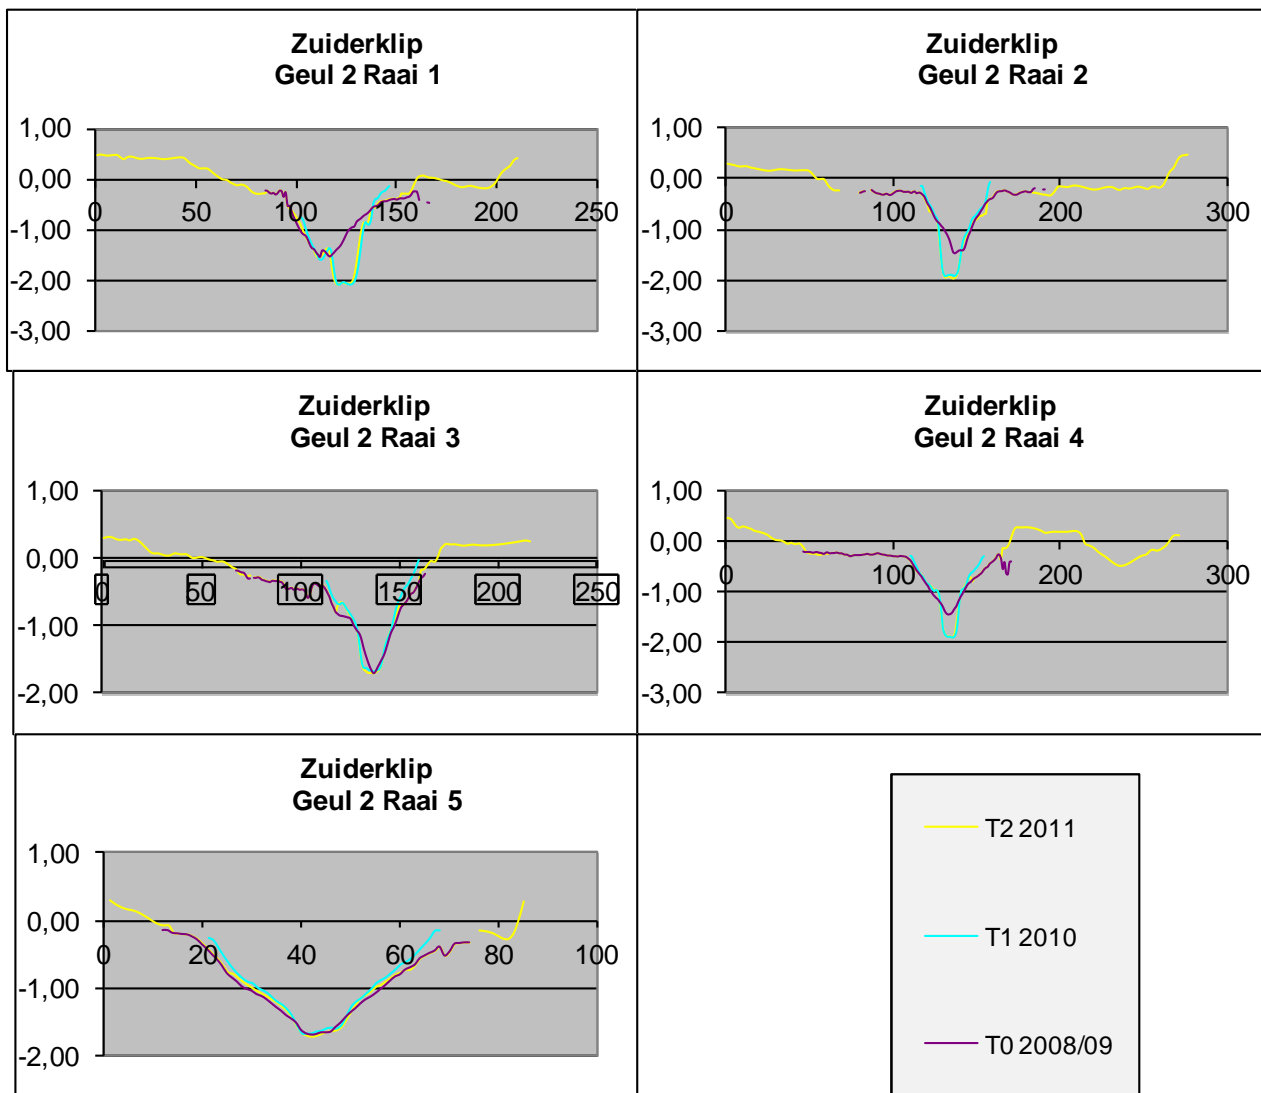 Zuiderklip
Geul 2 Raai 1
1,00
0,00
-1,00
-2,00
-3,00
0 50 100 150 200 250
Zuiderklip
Geul 2 Raai 2
1,00
0,00
-1,00
-2,00
-3,00
0 100 200 300
Zuiderklip
Geul 2 Raai 3
1,00
0,00
-1,00
-2,00
0 50 100 150 200 250
Zuiderklip
Geul 2 Raai 4
1,00
0,00
-1,00
-2,00
-3,00
0 100 200 300
Zuiderklip
Geul 2 Raai 5
1,00
0,00
-1,00
-2,00
0 20 40 60 80 100
T2 2011
T1 2010
T0 2008/09